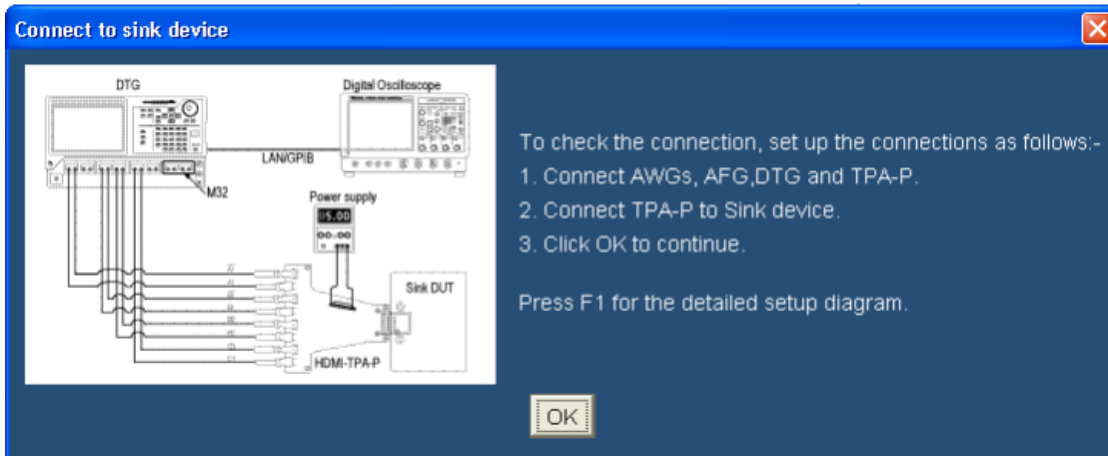 Connect to sink device
DTG
Digital Oscilloscope
LAN/GPIB
M32
Power supply
Sink DUT
HDMI-TPA-P
To check the connection, set up the connections as follows:-
1. Connect AWGs, AFG,DTG and TPA-P.
2. Connect TPA-P to Sink device.
3. Click OK to continue.
Press F1 for the detailed setup diagram.
OK